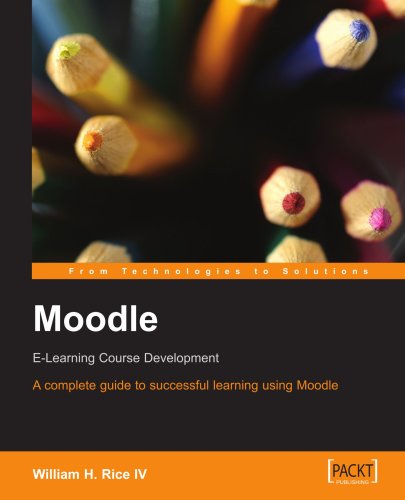 From Technologies to Solutions
Moodle
E-Learning Course Development
A complete guide to successful learning using Moodle
William H. Rice IV
PACKT
PUBLISHING